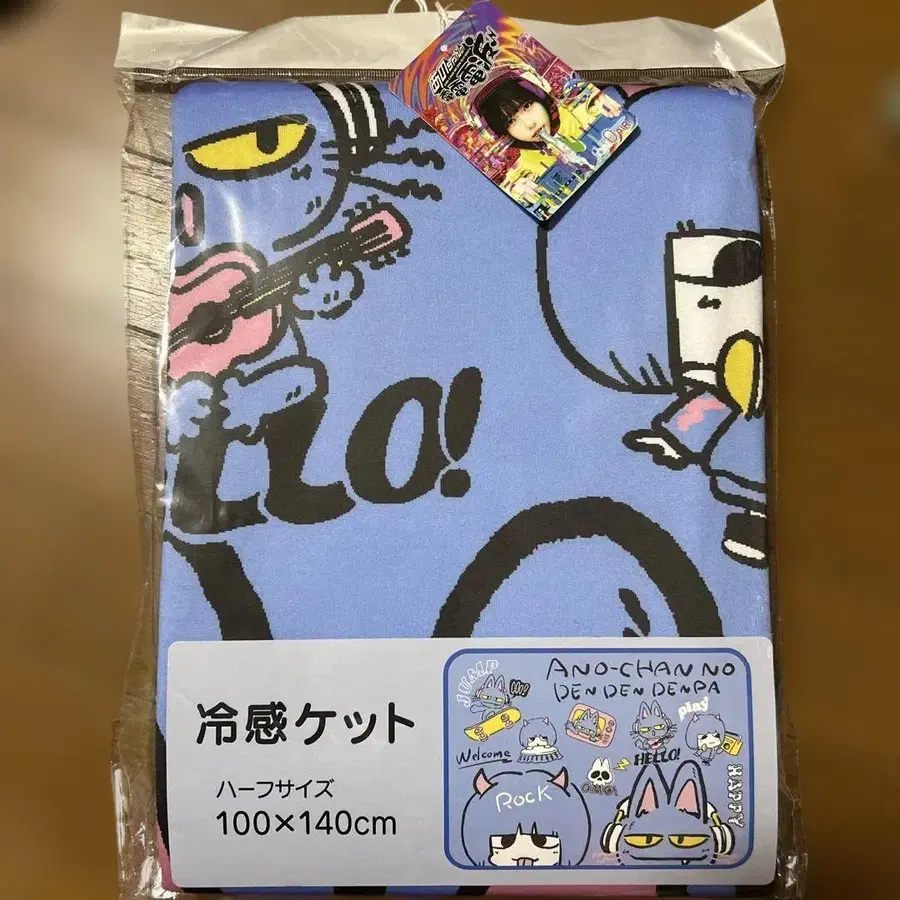 LLO!
冷感ケット
ハーフサイズ
100×140cm
ANO-CHAN NO
DEN DEN DENPA
JUMP
Hi!
play
Welcome
HELLO!
OMG!
ROCK
HAPPY